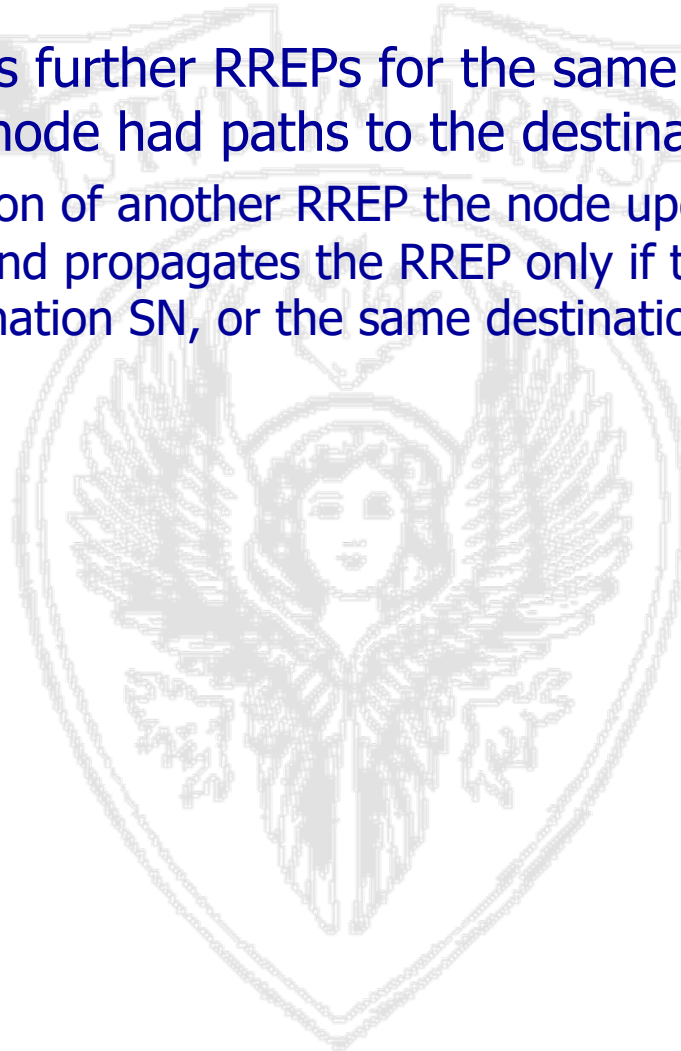 s further RREPs for the same
node had paths to the destina
on of another RREP the node up
nd propagates the RREP only if t
nation SN, or the same destinatio